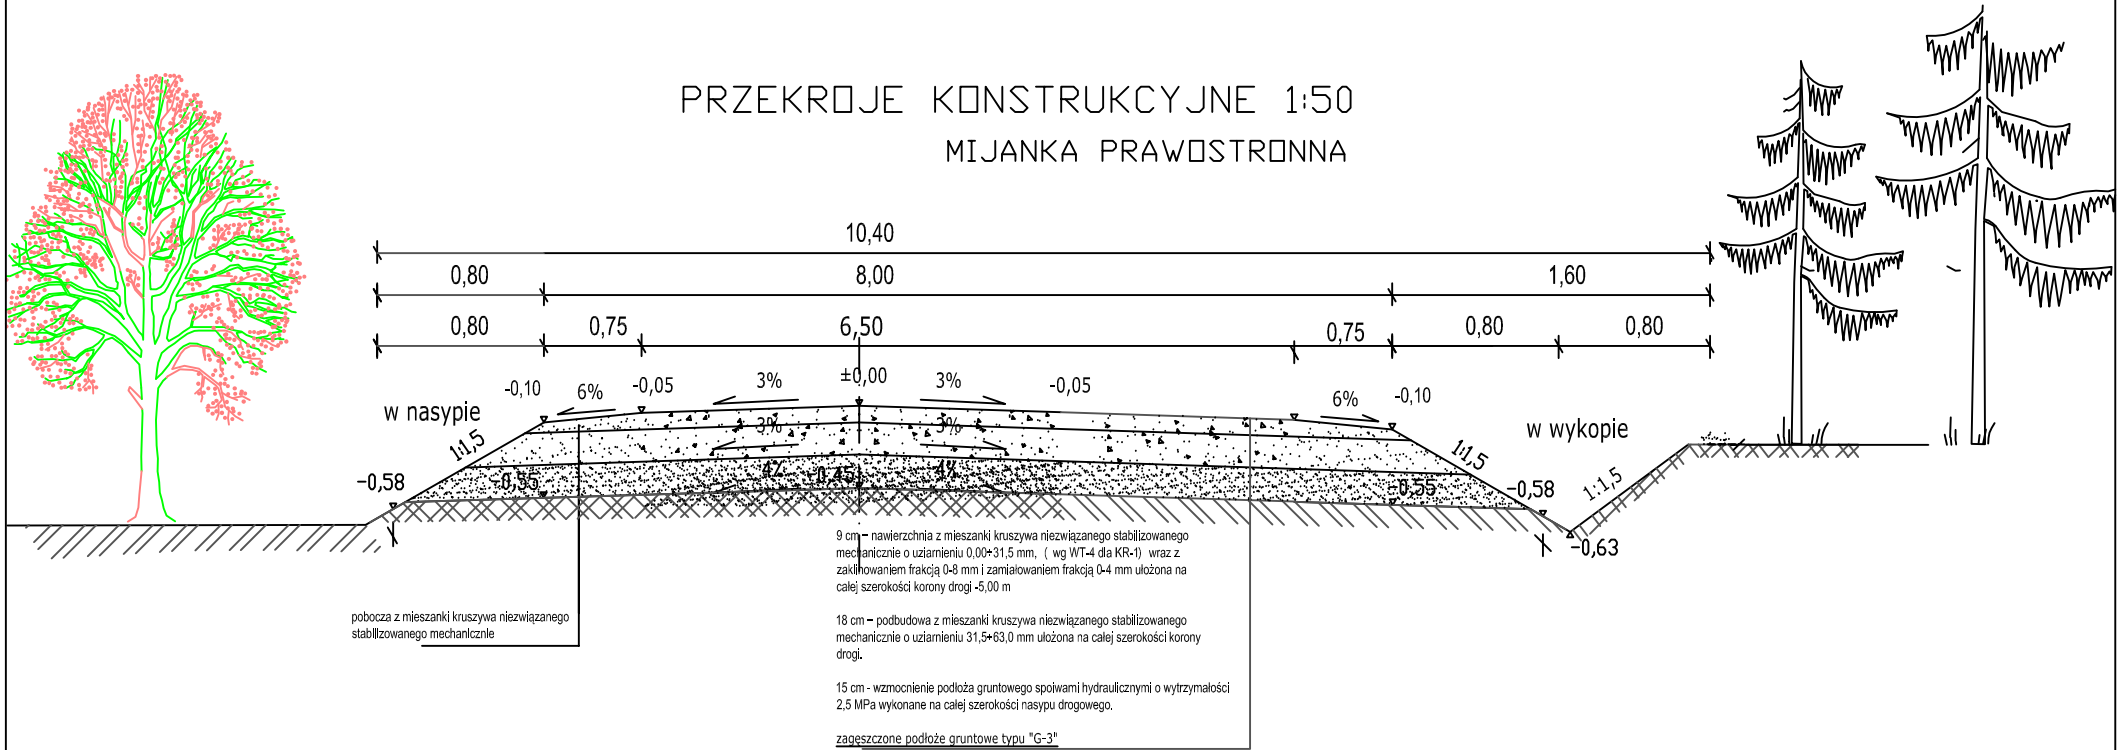 PRZEKROJE KONSTRUKCYJNE 1:50
MIJANKA PRAWOSTRONNA
10,40
0,80 8,00 1,60
0,80 0,75 6,50 0,75 0,80 0,80
-0,10 6% -0,05 3% ±0,00 3% -0,05 6% -0,10
w nasypie w wykopie
3% 3%
1:1,5 1:1,5 1:1,5
-0,58 -0,55 4% -0,45 4% -0,55 -0,58
-0,63
9 cm – nawierzchnia z mieszanki kruszywa niezwiązanego stabilizowanego
mechanicznie o uziarnieniu 0,00÷31,5 mm, ( wg WT-4 dla KR-1) wraz z
zaklinowaniem frakcją 0-8 mm i zamiałowaniem frakcją 0-4 mm ułożona na
całej szerokości korony drogi -5,00 m
pobocza z mieszanki kruszywa niezwiązanego
stabilizowanego mechanicznie
18 cm – podbudowa z mieszanki kruszywa niezwiązanego stabilizowanego
mechanicznie o uziarnieniu 31,5÷63,0 mm ułożona na całej szerokości korony
drogi.
15 cm - wzmocnienie podłoża gruntowego spoiwami hydraulicznymi o wytrzymałości
2,5 MPa wykonane na całej szerokości nasypu drogowego.
zagęszczone podłoże gruntowe typu "G-3"